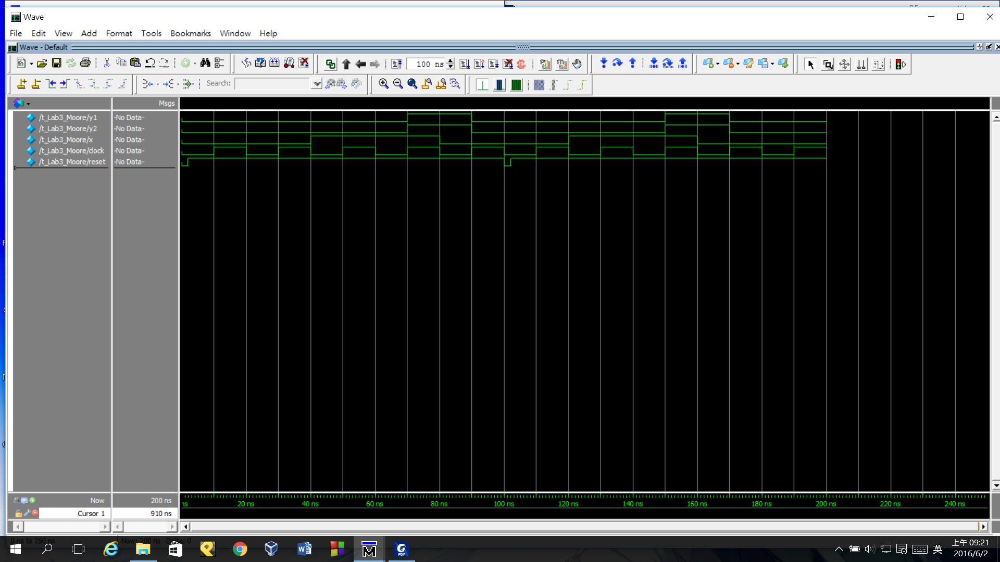 Wave
File Edit View Add Format Tools Bookmarks Window Help
Wave - Default
100 ns
Search:
Msgs
/t_Lab3_Moore/y1 -No Data-
/t_Lab3_Moore/y2 -No Data-
/t_Lab3_Moore/x -No Data-
/t_Lab3_Moore/clock -No Data-
/t_Lab3_Moore/reset -No Data-
Now 200 ns
ns 20 ns 40 ns 60 ns 80 ns 100 ns 120 ns 140 ns 160 ns 180 ns 200 ns 220 ns 240 ns
Cursor 1 910 ns
0 ns to 250 ns Now: 200 ns Delta: 0
英
上午 09:21
2016/6/2